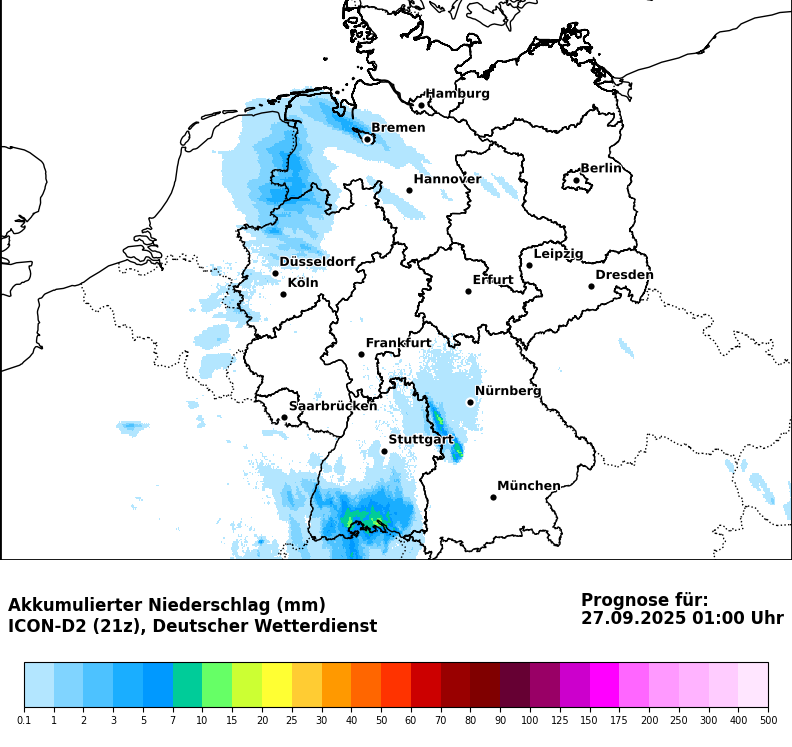 Hamburg
Bremen
Hannover
Berlin
Düsseldorf
Köln
Leipzig
Erfurt
Dresden
Frankfurt
Nürnberg
Saarbrücken
Stuttgart
München
Akkumulierter Niederschlag (mm)
ICON-D2 (21z), Deutscher Wetterdienst
Prognose für:
27.09.2025 01:00 Uhr
0.1 1 2 3 5 7 10 15 20 25 30 40 50 60 70 80 90 100 125 150 175 200 250 300 400 500